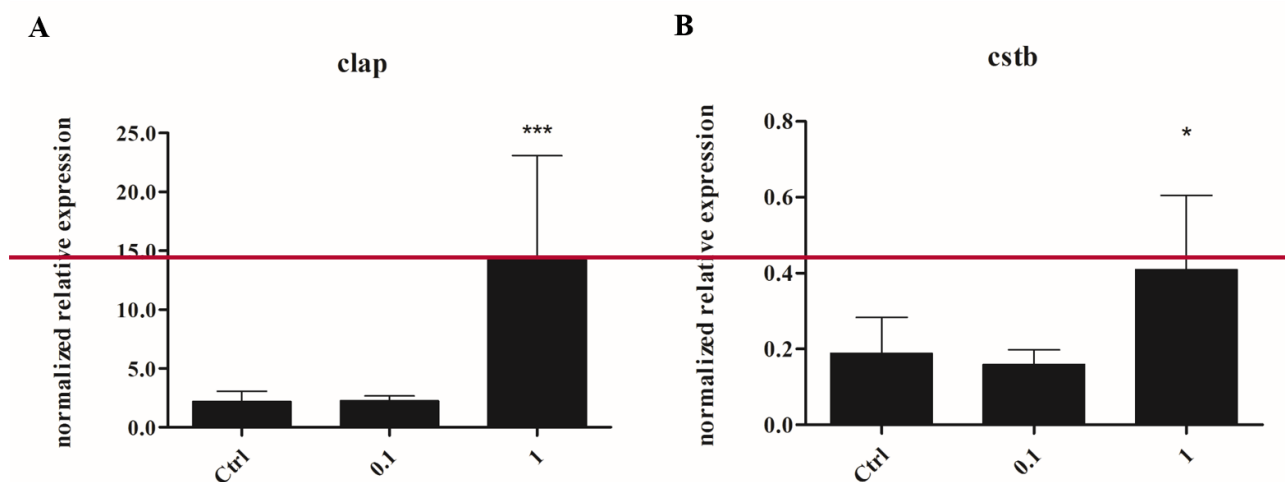 A
clap
normalized relative expression
25.0
20.0
15.0
10.0
5.0
0.0
***
Ctrl
0.1
1
B
cstb
normalized relative expression
0.8
0.6
0.4
0.2
0.0
*
Ctrl
0.1
1